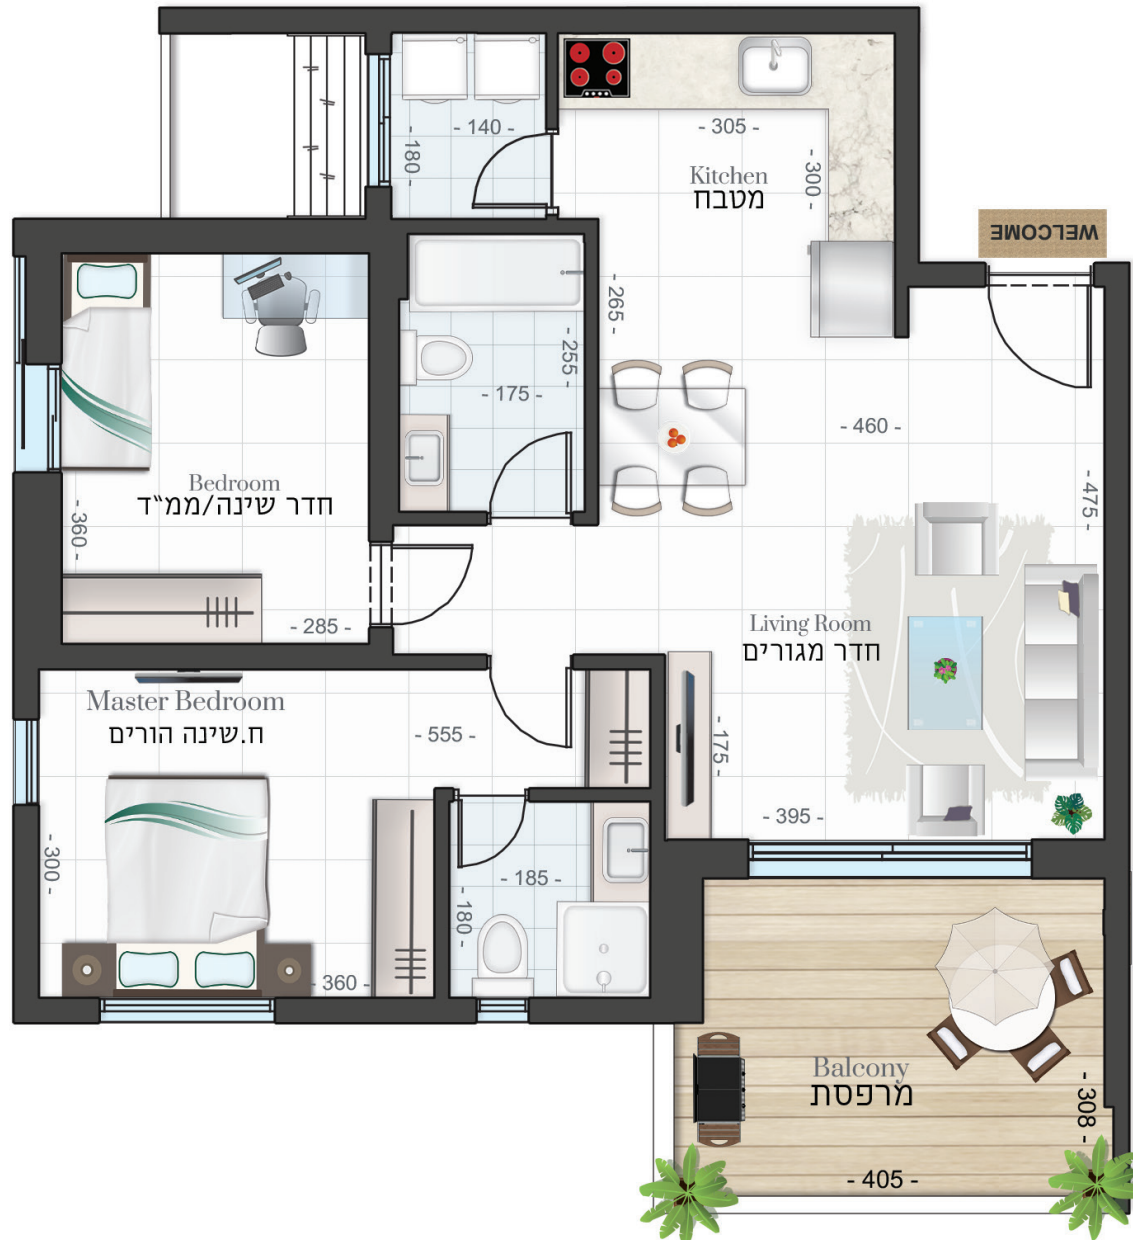 - 140 -
- 180 -
- 305 -
Kitchen
מטבח
- 300 -
WELCOME
- 265 -
- 255 -
- 175 -
- 460 -
Bedroom
חדר שינה/ממ״ד
- 360 -
- 475 -
- 285 -
Living Room
חדר מגורים
Master Bedroom
ח.שינה הורים
- 555 -
- 175 -
- 395 -
- 300 -
- 185 -
- 180 -
- 360 -
Balcony
מרפסת
- 308 -
- 405 -